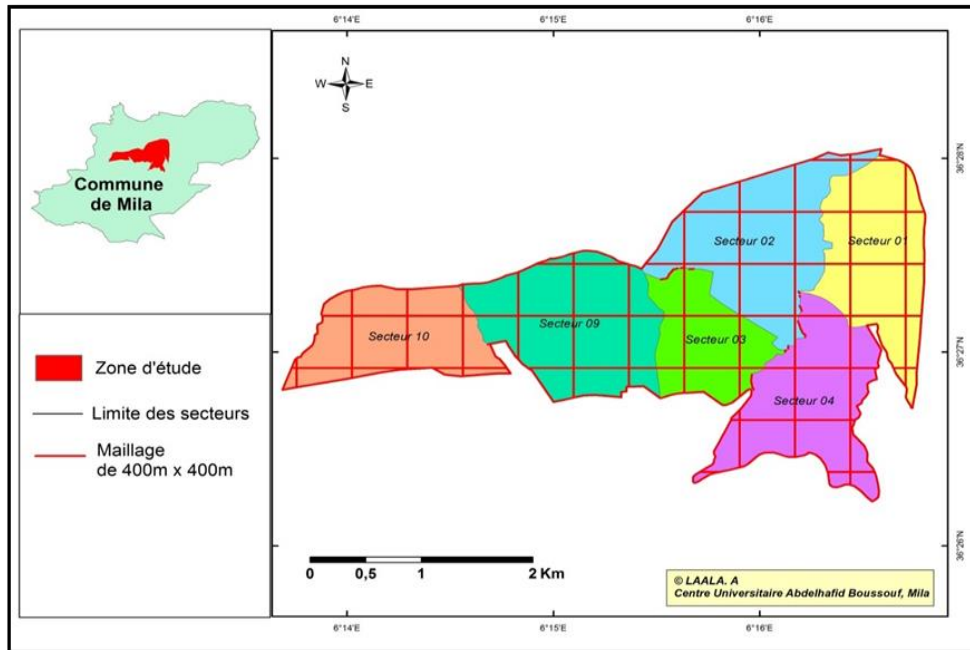 6°14'E 6°15'E 6°16'E
N
W E
S
Commune
de Mila
36°28'N
Secteur 02
Secteur 01
Secteur 10
Secteur 09
Secteur 03
36°27'N
Secteur 04
Zone d'étude
Limite des secteurs
Maillage
de 400m x 400m
36°26'N
0 0,5 1 2 Km
© LAALA. A
Centre Universitaire Abdelhafid Boussouf, Mila
6°14'E 6°15'E 6°16'E